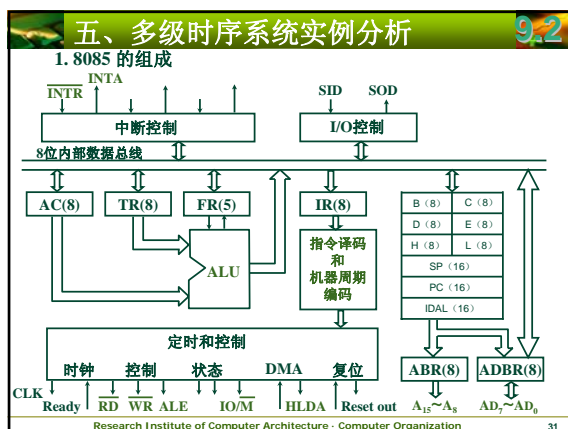 五、多级时序系统实例分析 9.2
1. 8085 的组成
INTR INTA
SID SOD
中断控制
I/O控制
8位内部数据总线
AC(8) TR(8) FR(5) IR(8)
B（8） C（8）
D（8） E（8）
H（8） L（8）
SP（16）
PC（16）
IDAL（16）
ALU
指令译码
和
机器周期
编码
定时和控制
时钟 控制 状态 DMA 复位
ABR(8) ADBR(8)
CLK
Ready RD WR ALE IO/M HLDA Reset out
A15～A8 AD7～AD0
Research Institute of Computer Architecture · Computer Organization 31